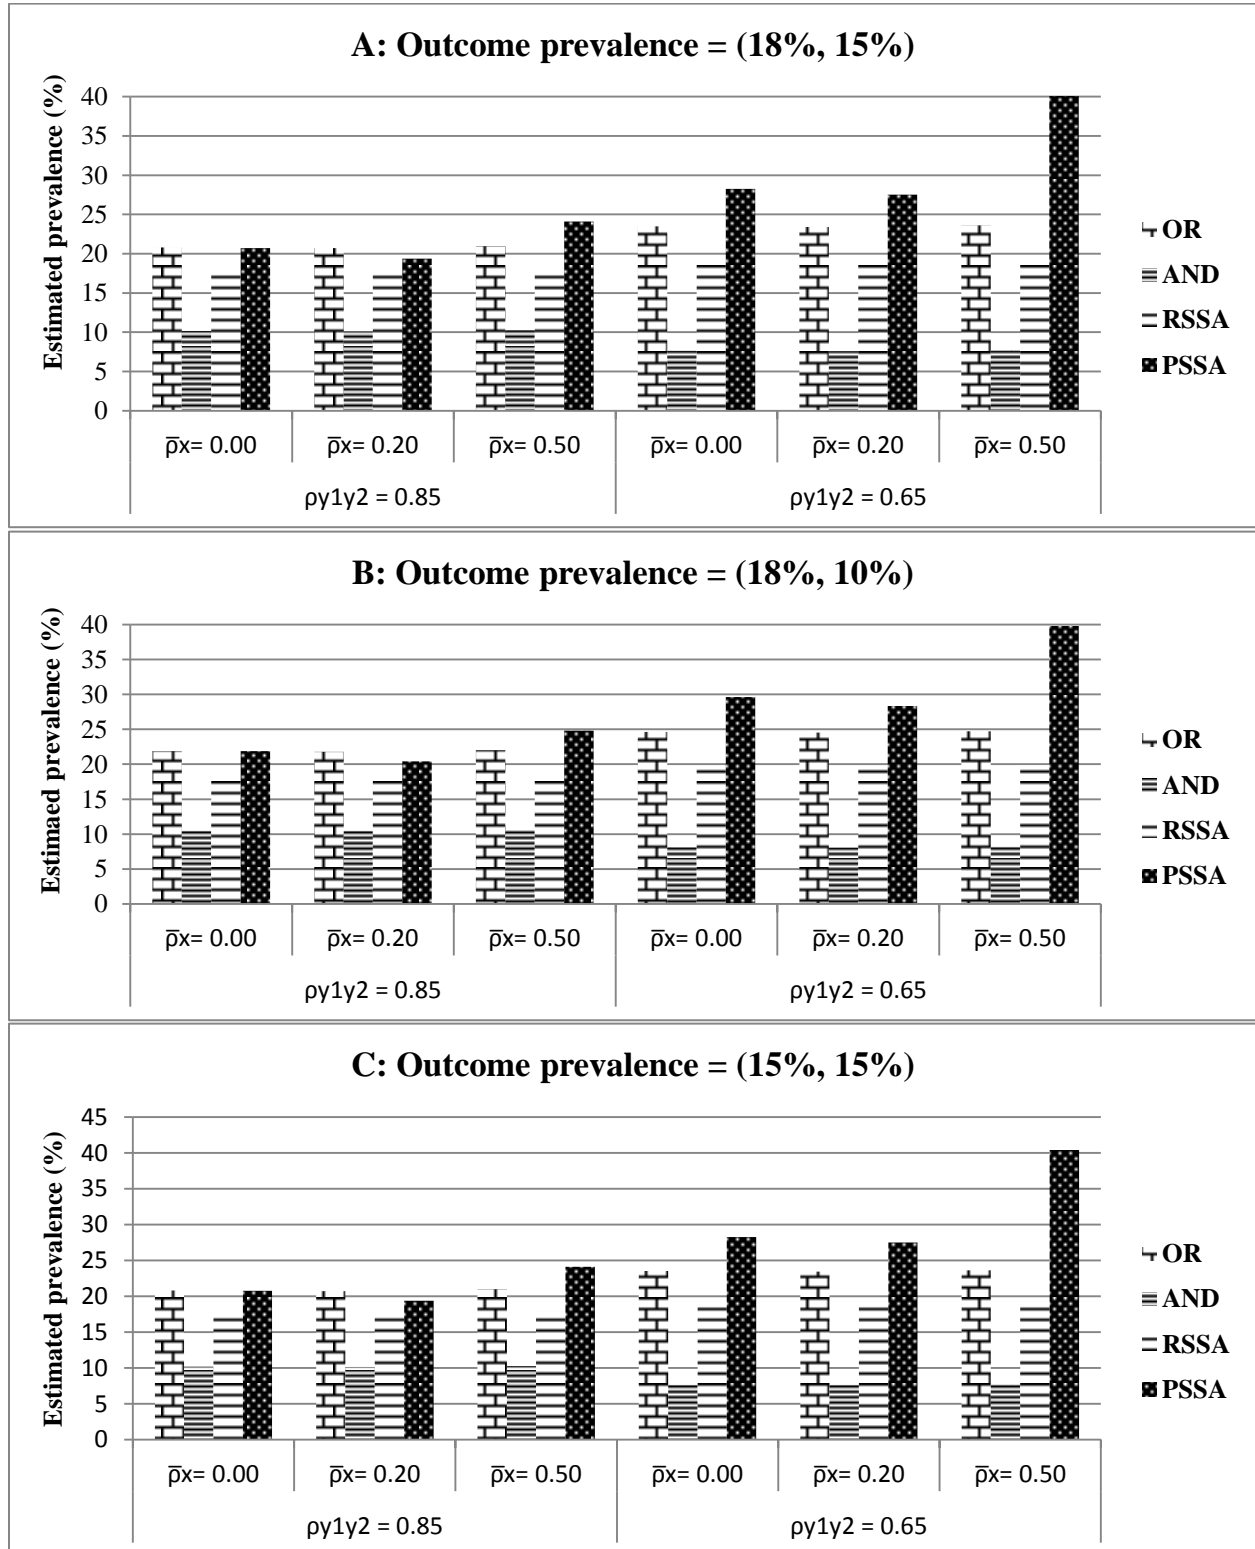 A: Outcome prevalence = (18%, 15%)
Estimated prevalence (%)
40
35
30
25
20
15
10
5
0
ρ̅x= 0.00 ρ̅x= 0.20 ρ̅x= 0.50 ρ̅x= 0.00 ρ̅x= 0.20 ρ̅x= 0.50
ρy1y2 = 0.85 ρy1y2 = 0.65
OR
AND
RSSA
PSSA
B: Outcome prevalence = (18%, 10%)
Estimaed prevalence (%)
40
35
30
25
20
15
10
5
0
ρ̅x= 0.00 ρ̅x= 0.20 ρ̅x= 0.50 ρ̅x= 0.00 ρ̅x= 0.20 ρ̅x= 0.50
ρy1y2 = 0.85 ρy1y2 = 0.65
OR
AND
RSSA
PSSA
C: Outcome prevalence = (15%, 15%)
Estimated prevalence (%)
45
40
35
30
25
20
15
10
5
0
ρ̅x= 0.00 ρ̅x= 0.20 ρ̅x= 0.50 ρ̅x= 0.00 ρ̅x= 0.20 ρ̅x= 0.50
ρy1y2 = 0.85 ρy1y2 = 0.65
OR
AND
RSSA
PSSA